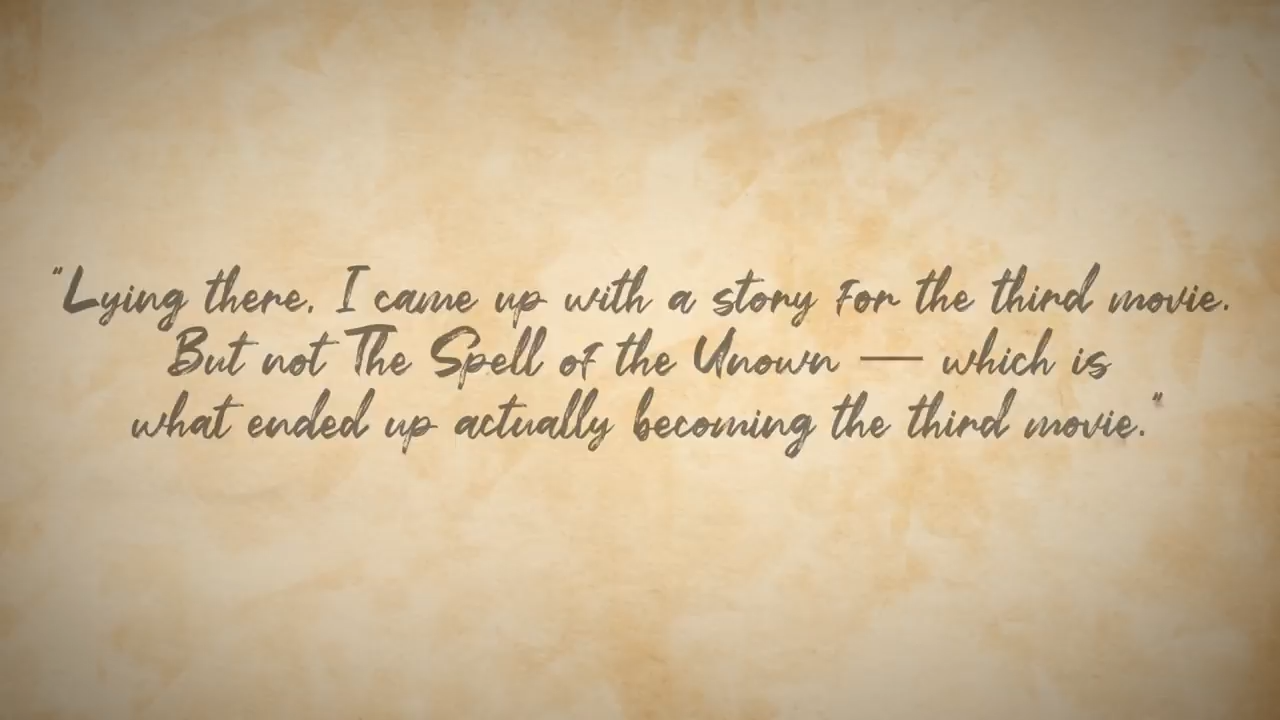 "Lying there, I came up with a story for the third movie.
But not The Spell of the Unown — which is
what ended up actually becoming the third movie."